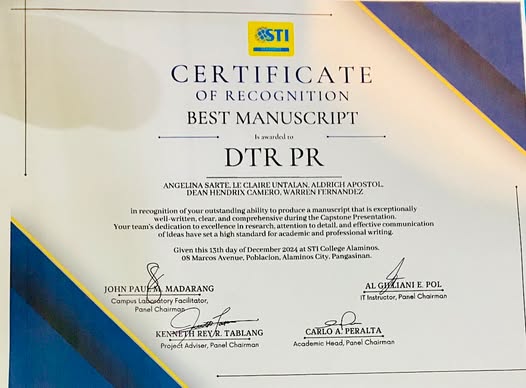 STI
CERTIFICATE
OF RECOGNITION
BEST MANUSCRIPT
Is awarded to
DTR PR
ANGELINA SARTE, LE CLAIRE UNTALAN, ALDRICH APOSTOL,
DEAN HENDRIX CAMERO, WARREN FERNANDEZ
in recognition of your outstanding ability to produce a manuscript that is exceptionally
well-written, clear, and comprehensive during the Capstone Presentation.
Your team's dedication to excellence in research, attention to detail, and effective communication
of ideas have set a high standard for academic and professional writing.
Given this 13th day of December 2024 at STI College Alaminos.
08 Marcos Avenue, Poblacion, Alaminos City, Pangasinan.
JOHN PAUL M. MADARANG
Campus Laboratory Facilitator,
Panel Chairman
AL GILLIANI E. POL
IT Instructor, Panel Chairman
KENNETH REY R. TABLANG
Project Adviser, Panel Chairman
CARLO A. PERALTA
Academic Head, Panel Chairman